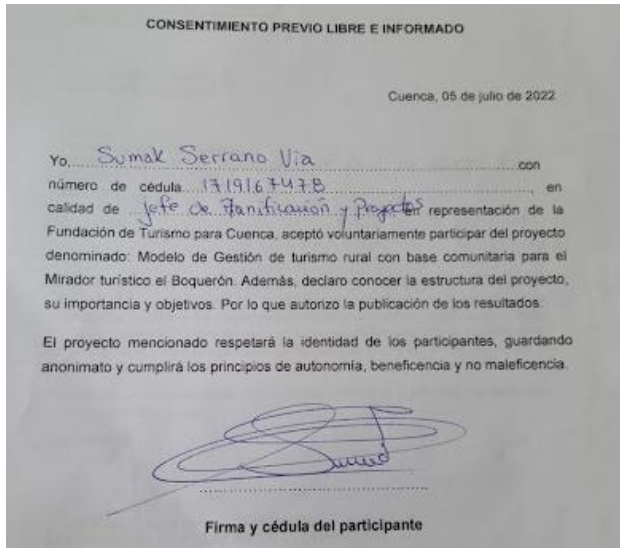 CONSENTIMIENTO PREVIO LIBRE E INFORMADO
Cuenca, 05 de julio de 2022
Yo, Sumak Serrano Via con
número de cédula 171916747B, en
calidad de Jefe de Planificación y Proyectos en representación de la
Fundación de Turismo para Cuenca, aceptó voluntariamente participar del proyecto
denominado: Modelo de Gestión de turismo rural con base comunitaria para el
Mirador turístico el Boquerón. Además, declaro conocer la estructura del proyecto,
su importancia y objetivos. Por lo que autorizo la publicación de los resultados.
El proyecto mencionado respetará la identidad de los participantes, guardando
anonimato y cumplirá los principios de autonomía, beneficencia y no maleficencia.
Firma y cédula del participante